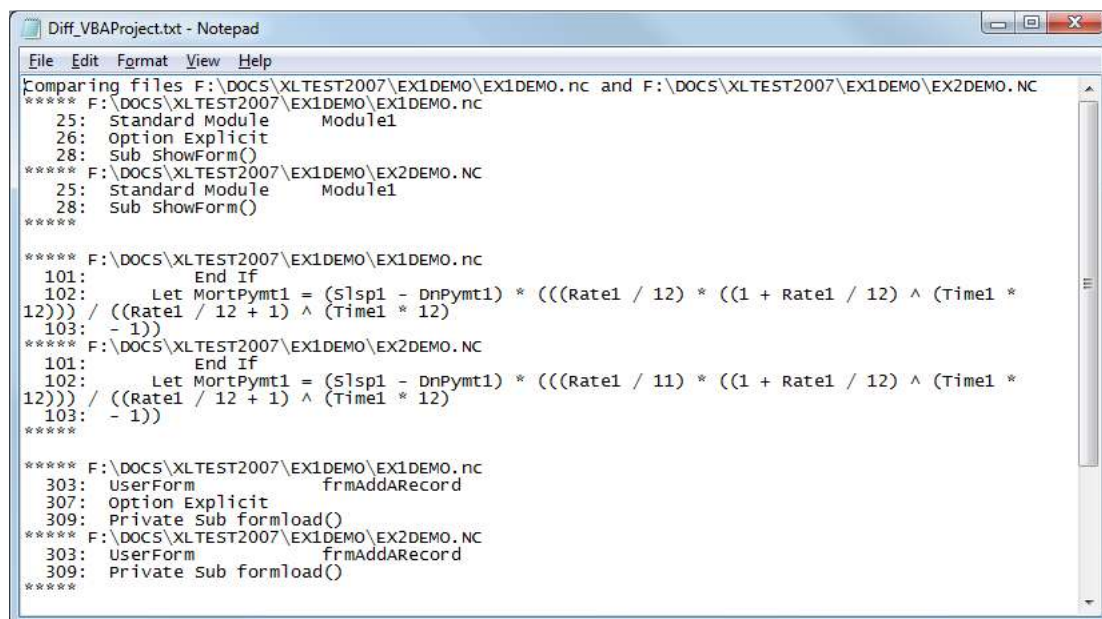 Diff_VBAProject.txt - Notepad
File Edit Format View Help
Comparing files F:\DOCS\XLTEST2007\EX1DEMO\EX1DEMO.nc and F:\DOCS\XLTEST2007\EX1DEMO\EX2DEMO.NC
***** F:\DOCS\XLTEST2007\EX1DEMO\EX1DEMO.nc
25: Standard Module Module1
26: Option Explicit
28: Sub ShowForm()
***** F:\DOCS\XLTEST2007\EX1DEMO\EX2DEMO.NC
25: Standard Module Module1
28: Sub ShowForm()
*****
***** F:\DOCS\XLTEST2007\EX1DEMO\EX1DEMO.nc
101: End If
102: Let MortPymt1 = (Slsp1 - DnPymt1) * (((Rate1 / 12) * ((1 + Rate1 / 12) ^ (Time1 *
12))) / ((Rate1 / 12 + 1) ^ (Time1 * 12)
103: - 1))
***** F:\DOCS\XLTEST2007\EX1DEMO\EX2DEMO.NC
101: End If
102: Let MortPymt1 = (Slsp1 - DnPymt1) * (((Rate1 / 11) * ((1 + Rate1 / 12) ^ (Time1 *
12))) / ((Rate1 / 12 + 1) ^ (Time1 * 12)
103: - 1))
*****
***** F:\DOCS\XLTEST2007\EX1DEMO\EX1DEMO.nc
303: UserForm frmAddARecord
307: Option Explicit
309: Private Sub formload()
***** F:\DOCS\XLTEST2007\EX1DEMO\EX2DEMO.NC
303: UserForm frmAddARecord
309: Private Sub formload()
*****